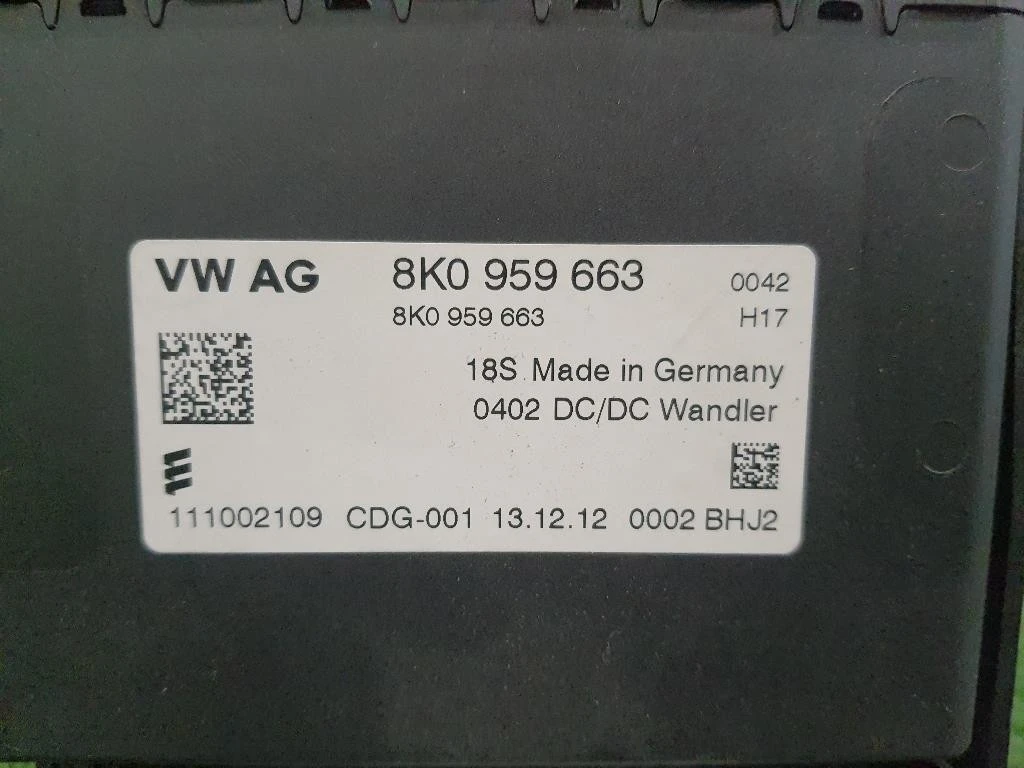 VW AG 8K0 959 663 0042
8K0 959 663 H17
18S Made in Germany
0402 DC/DC Wandler
111002109 CDG-001 13.12.12 0002 BHJ2